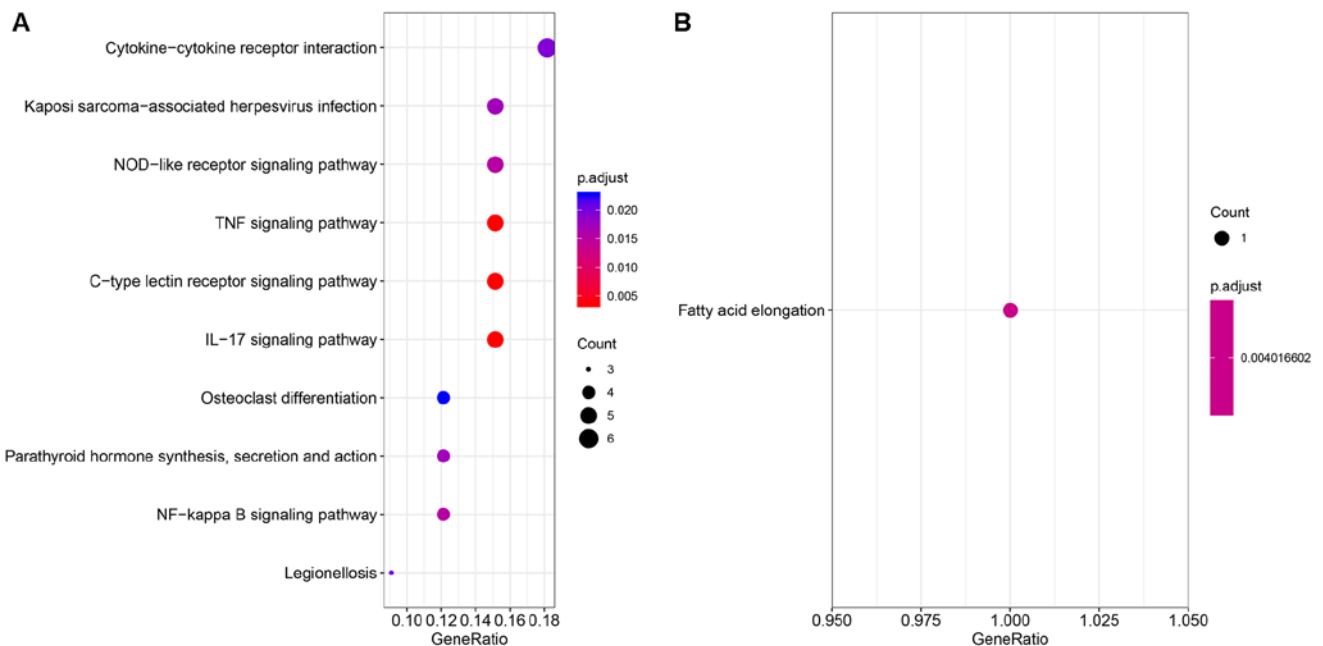 A
Cytokine−cytokine receptor interaction
Kaposi sarcoma−associated herpesvirus infection
NOD−like receptor signaling pathway
TNF signaling pathway
C−type lectin receptor signaling pathway
IL−17 signaling pathway
Osteoclast differentiation
Parathyroid hormone synthesis, secretion and action
NF−kappa B signaling pathway
Legionellosis
0.10 0.12 0.14 0.16 0.18
GeneRatio
p.adjust
0.020
0.015
0.010
0.005
Count
3
4
5
6
B
Fatty acid elongation
0.950 0.975 1.000 1.025 1.050
GeneRatio
Count
1
p.adjust
0.004016602